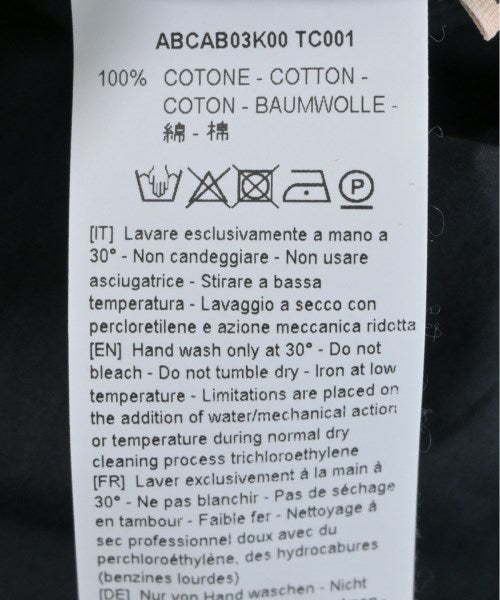 ABCAB03K00 TC001
100% COTONE - COTTON -
COTON - BAUMWOLLE -
綿 - 棉
P
[IT] Lavare esclusivamente a mano a
30° - Non candeggiare - Non usare
asciugatrice - Stirare a bassa
temperatura - Lavaggio a secco con
percloretilene e azione meccanica ridotta
[EN] Hand wash only at 30° - Do not
bleach - Do not tumble dry - Iron at low
temperature - Limitations are placed on
the addition of water/mechanical action
or temperature during normal dry
cleaning process trichloroethylene
[FR] Laver exclusivement à la main à
30° - Ne pas blanchir - Pas de séchage
en tambour - Faible fer - Nettoyage à
sec professionnel doux avec du
perchloroéthylène, des hydrocabures
(benzines lourdes)
[DE] Nur von Hand waschen - Nicht